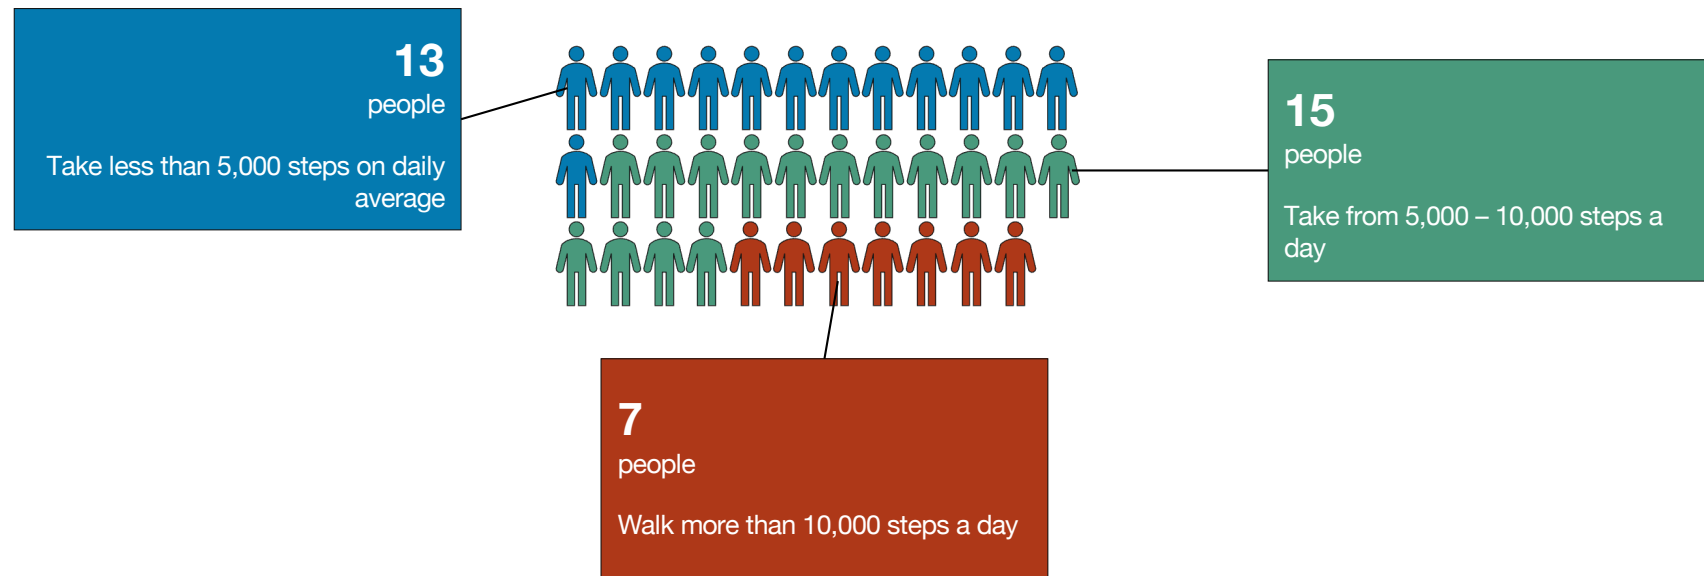 13
people
Take less than 5,000 steps on daily
average
15
people
Take from 5,000 – 10,000 steps a
day
7
people
Walk more than 10,000 steps a day